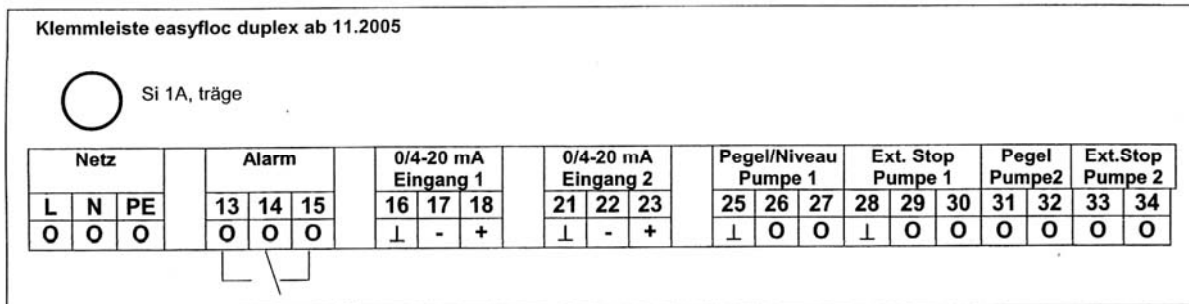 Klemmleiste easyfloc duplex ab 11.2005
Si 1A, träge
Netz Alarm 0/4-20 mA 0/4-20 mA Pegel/Niveau Ext. Stop Pegel Ext.Stop
Eingang 1 Eingang 2 Pumpe 1 Pumpe 1 Pumpe2 Pumpe 2
L N PE 13 14 15 16 17 18 21 22 23 25 26 27 28 29 30 31 32 33 34
O O O O O O ⊥ - + ⊥ - + ⊥ O O ⊥ O O O O O O